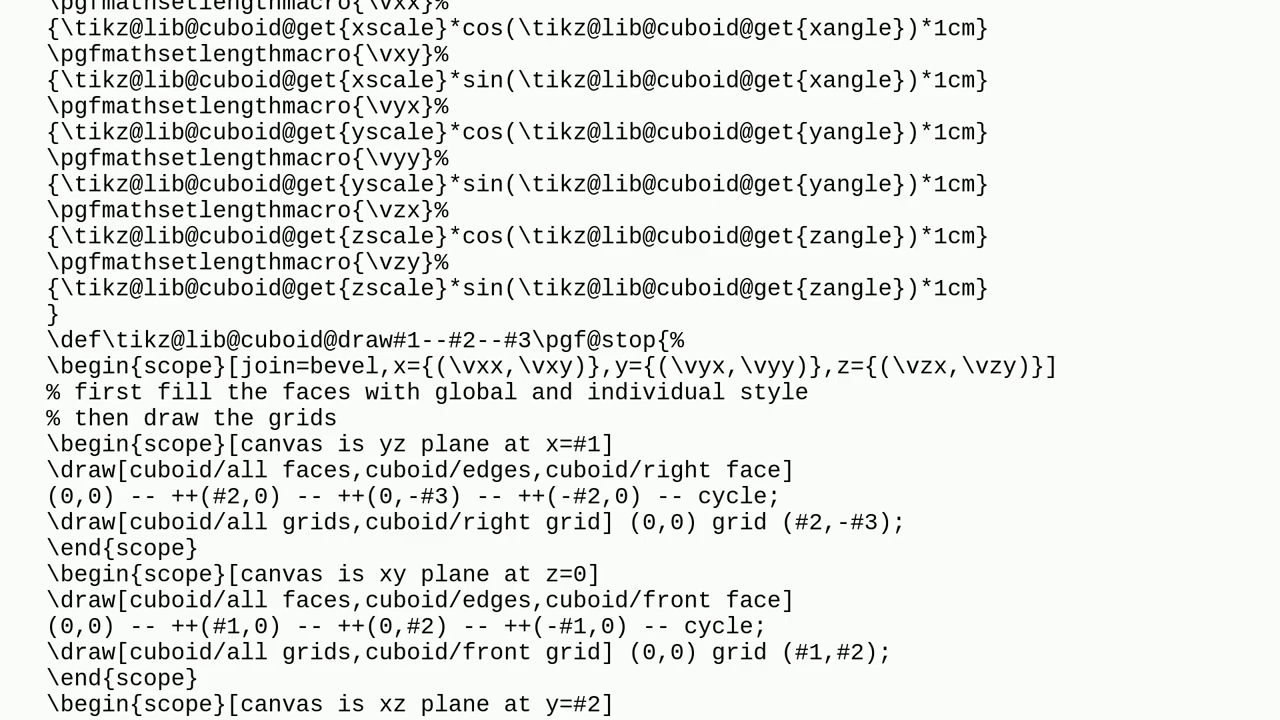 \pgfmathsetlengthmacro{\vxx}%
{\tikz@lib@cuboid@get{xscale}*cos(\tikz@lib@cuboid@get{xangle})*1cm}
\pgfmathsetlengthmacro{\vxy}%
{\tikz@lib@cuboid@get{xscale}*sin(\tikz@lib@cuboid@get{xangle})*1cm}
\pgfmathsetlengthmacro{\vyx}%
{\tikz@lib@cuboid@get{yscale}*cos(\tikz@lib@cuboid@get{yangle})*1cm}
\pgfmathsetlengthmacro{\vyy}%
{\tikz@lib@cuboid@get{yscale}*sin(\tikz@lib@cuboid@get{yangle})*1cm}
\pgfmathsetlengthmacro{\vzx}%
{\tikz@lib@cuboid@get{zscale}*cos(\tikz@lib@cuboid@get{zangle})*1cm}
\pgfmathsetlengthmacro{\vzy}%
{\tikz@lib@cuboid@get{zscale}*sin(\tikz@lib@cuboid@get{zangle})*1cm}
}
\def\tikz@lib@cuboid@draw#1--#2--#3\pgf@stop{%
\begin{scope}[join=bevel,x={(\vxx,\vxy)},y={(\vyx,\vyy)},z={(\vzx,\vzy)}]
% first fill the faces with global and individual style
% then draw the grids
\begin{scope}[canvas is yz plane at x=#1]
\draw[cuboid/all faces,cuboid/edges,cuboid/right face]
(0,0) -- ++(#2,0) -- ++(0,-#3) -- ++(-#2,0) -- cycle;
\draw[cuboid/all grids,cuboid/right grid] (0,0) grid (#2,-#3);
\end{scope}
\begin{scope}[canvas is xy plane at z=0]
\draw[cuboid/all faces,cuboid/edges,cuboid/front face]
(0,0) -- ++(#1,0) -- ++(0,#2) -- ++(-#1,0) -- cycle;
\draw[cuboid/all grids,cuboid/front grid] (0,0) grid (#1,#2);
\end{scope}
\begin{scope}[canvas is xz plane at y=#2]